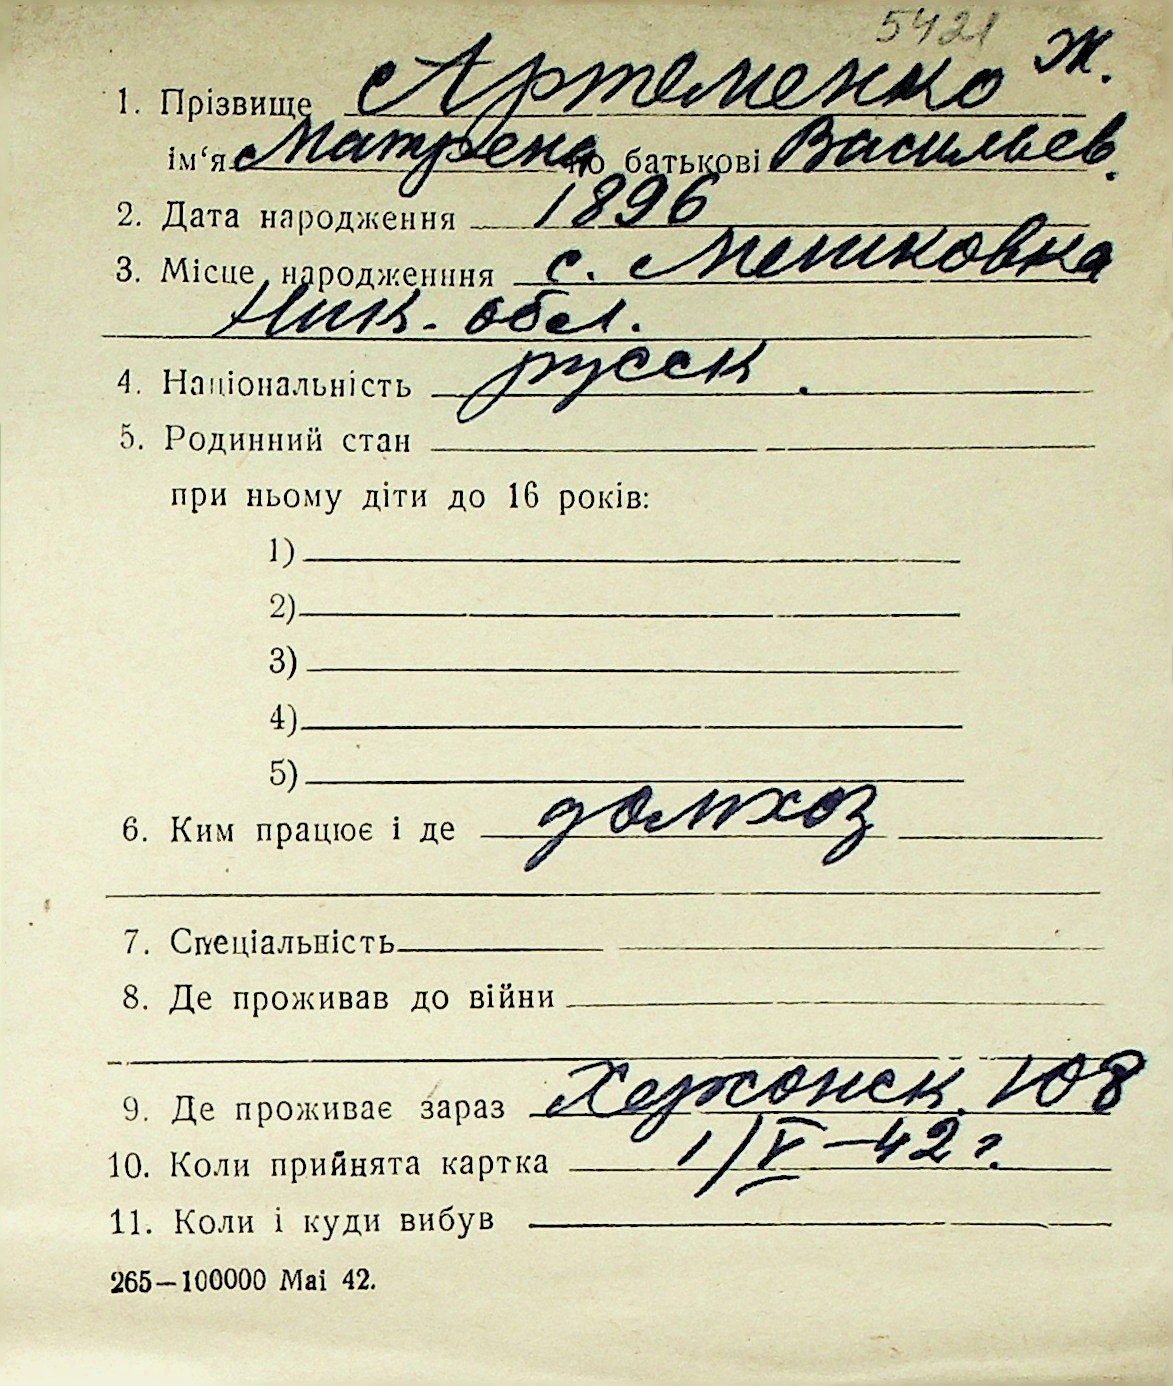 5421
1. Прізвище Артеменко Ж.
ім‘я Матрена по батькові Васильев.
2. Дата народження 1896
3. Місце народженння с. Мешковка
Ник. обл.
4. Національність русск.
5. Родинний стан
при ньому діти до 16 років:
1)
2)
3)
4)
5)
6. Ким працює і де домхоз
7. Спеціальність
8. Де проживав до війни
9. Де проживає зараз Херсонск. 108
10. Коли прийнята картка 1/V–42 г.
11. Коли і куди вибув
265—100000 Mai 42.